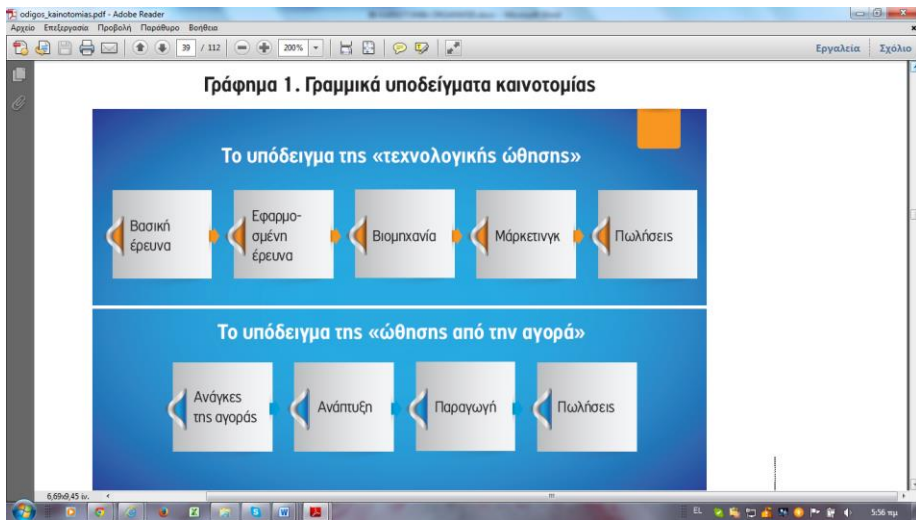 odigos_kainotomias.pdf - Adobe Reader
Αρχείο Επεξεργασία Προβολή Παράθυρο Βοήθεια
39 / 112 200% Εργαλεία Σχόλιο
Γράφημα 1. Γραμμικά υποδείγματα καινοτομίας
Το υπόδειγμα της «τεχνολογικής ώθησης»
Βασική
έρευνα
Εφαρμο-
σμένη
έρευνα
Βιομηχανία
Μάρκετινγκ
Πωλήσεις
Το υπόδειγμα της «ώθησης από την αγορά»
Ανάγκες
της αγοράς
Ανάπτυξη
Παραγωγή
Πωλήσεις
6,69x9,45 ίν.
EL 5:56 πμ